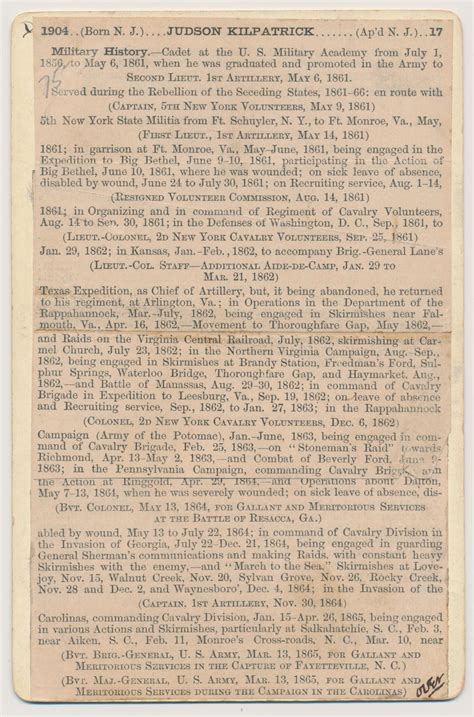 1904..(Born N. J.)....JUDSON KILPATRICK......(Ap'd N. J.)..17
Military History.—Cadet at the U. S. Military Academy from July 1,
1856, to May 6, 1861, when he was graduated and promoted in the Army to
SECOND LIEUT. 1ST ARTILLERY, MAY 6, 1861.
75
Served during the Rebellion of the Seceding States, 1861-66: en route with
(CAPTAIN, 5TH NEW YORK VOLUNTEERS, MAY 9, 1861)
5th New York State Militia from Ft. Schuyler, N. Y., to Ft. Monroe, Va., May,
(FIRST LIEUT., 1ST ARTILLERY, MAY 14, 1861)
1861; in garrison at Ft. Monroe, Va., May-June, 1861, being engaged in the
Expedition to Big Bethel, June 9-10, 1861, participating in the Action of
Big Bethel, June 10, 1861, where he was wounded; on sick leave of absence,
disabled by wound, June 24 to July 30, 1861; on Recruiting service, Aug. 1-14,
(RESIGNED VOLUNTEER COMMISSION, AUG. 14, 1861)
1861; in Organizing and in command of Regiment of Cavalry Volunteers,
Aug. 14 to Sep. 30, 1861; in the Defenses of Washington, D. C., Sep., 1861, to
(LIEUT.-COLONEL, 2D NEW YORK CAVALRY VOLUNTEERS, SEP. 25, 1861)
Jan. 29, 1862; in Kansas, Jan.-Feb., 1862, to accompany Brig.-General Lane's
(LIEUT.-COL. STAFF—ADDITIONAL AIDE-DE-CAMP, JAN. 29 TO
MAR. 21, 1862)
Texas Expedition, as Chief of Artillery, but, it being abandoned, he returned
to his regiment, at Arlington, Va.; in Operations in the Department of the
Rappahannock, Mar.-July, 1862, being engaged in Skirmishes near Fal-
mouth, Va., Apr. 16, 1862,—Movement to Thoroughfare Gap, May 1862,—
and Raids on the Virginia Central Railroad, July, 1862, skirmishing at Car-
mel Church, July 23, 1862; in the Northern Virginia Campaign, Aug.-Sep.,
1862, being engaged in Skirmishes at Brandy Station, Freedman's Ford, Sul-
phur Springs, Waterloo Bridge, Thoroughfare Gap, and Haymarket, Aug.,
1862,—and Battle of Manassas, Aug. 29-30, 1862; in command of Cavalry
Brigade in Expedition to Leesburg, Va., Sep. 19, 1862; on leave of absence
and Recruiting service, Sep., 1862, to Jan. 27, 1863; in the Rappahannock
(COLONEL, 2D NEW YORK CAVALRY VOLUNTEERS, DEC. 6, 1862)
Campaign (Army of the Potomac), Jan.-June, 1863, being engaged in com-
mand of Cavalry Brigade, Feb. 25, 1863,—on "Stoneman's Raid" towards
Richmond, Apr. 13-May 2, 1863,—and Combat of Beverly Ford, June 9-
1863; in the Pennsylvania Campaign, commanding Cavalry and
the Action at Ringgold, Apr. 29, 1864,—and Operations about Dalton,
May 7-13, 1864, when he was severely wounded; on sick leave of absence, dis-
(BVT. COLONEL, MAY 13, 1864, FOR GALLANT AND MERITORIOUS SERVICES
AT THE BATTLE OF RESACCA, GA.)
abled by wound, May 13 to July 22, 1864; in command of Cavalry Division in
the Invasion of Georgia, July 22-Dec. 21, 1864, being engaged in guarding
General Sherman's communications and making Raids, with constant heavy
Skirmishes with the enemy,—and "March to the Sea," Skirmishes at Love-
joy, Nov. 15, Walnut Creek, Nov. 20, Sylvan Grove, Nov. 26, Rocky Creek,
Nov. 28 and Dec. 2, and Waynesboro', Dec. 4, 1864; in the Invasion of the
(CAPTAIN, 1ST ARTILLERY, NOV. 30, 1864)
Carolinas, commanding Cavalry Division, Jan. 15-Apr. 26, 1865, being engaged
in various Actions and Skirmishes, particularly at Salkahatchie, S. C., Feb. 3,
near Aiken, S. C., Feb. 11, Monroe's Cross-roads, N. C., Mar. 10, near
(BVT. BRIG.-GENERAL, U. S. ARMY, MAR. 13, 1865, FOR GALLANT AND
MERITORIOUS SERVICES IN THE CAPTURE OF FAYETTEVILLE, N. C.)
(BVT. MAJ.-GENERAL, U. S. ARMY, MAR. 13, 1865, FOR GALLANT AND
MERITORIOUS SERVICES DURING THE CAMPAIGN IN THE CAROLINAS)
over